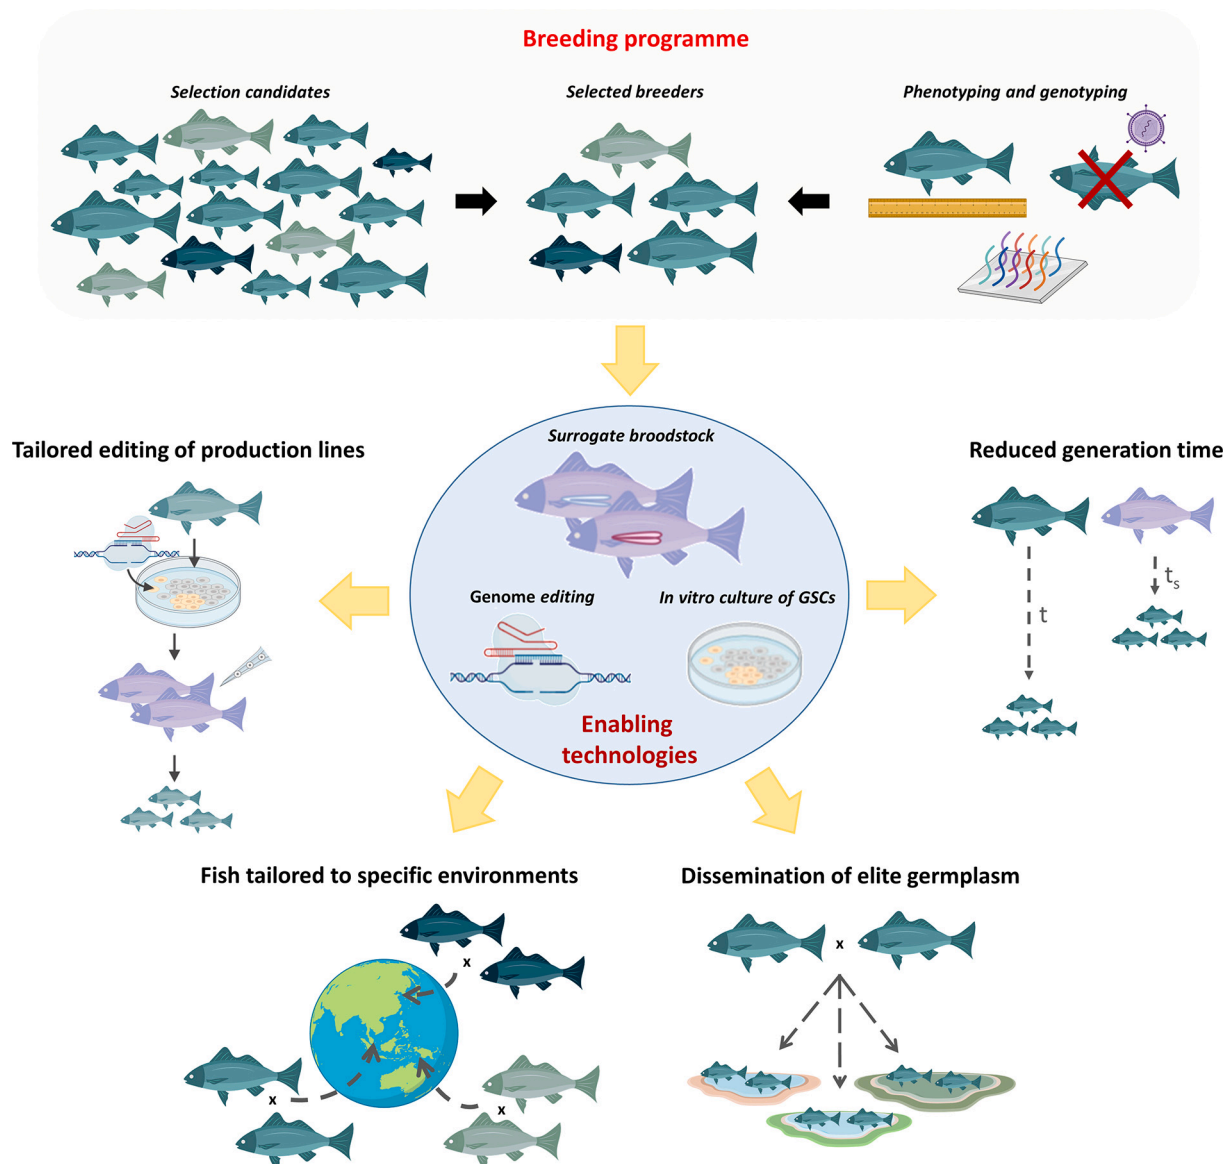 Breeding programme
Selection candidates
Selected breeders
Phenotyping and genotyping
Surrogate broodstock
Tailored editing of production lines
Reduced generation time
Genome editing
In vitro culture of GSCs
t
ts
Enabling
technologies
Fish tailored to specific environments
Dissemination of elite germplasm
x
x
x
x